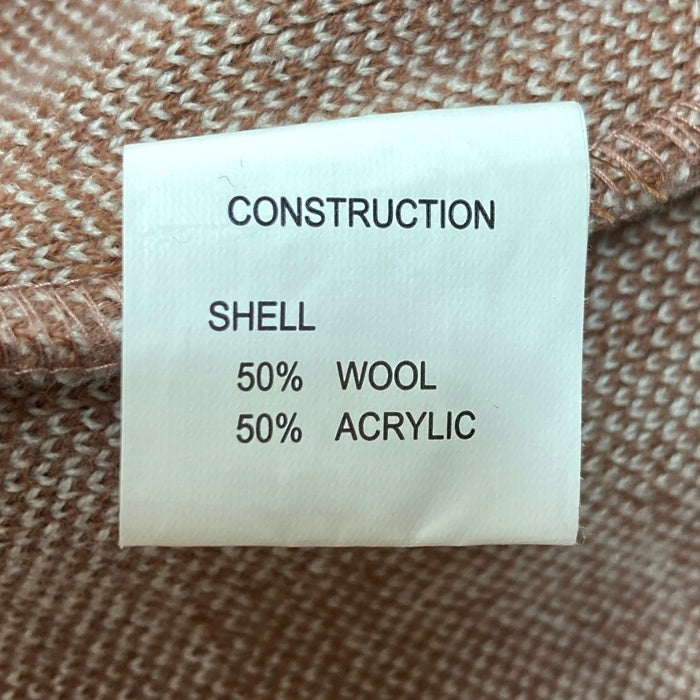 CONSTRUCTION
SHELL
50% WOOL
50% ACRYLIC